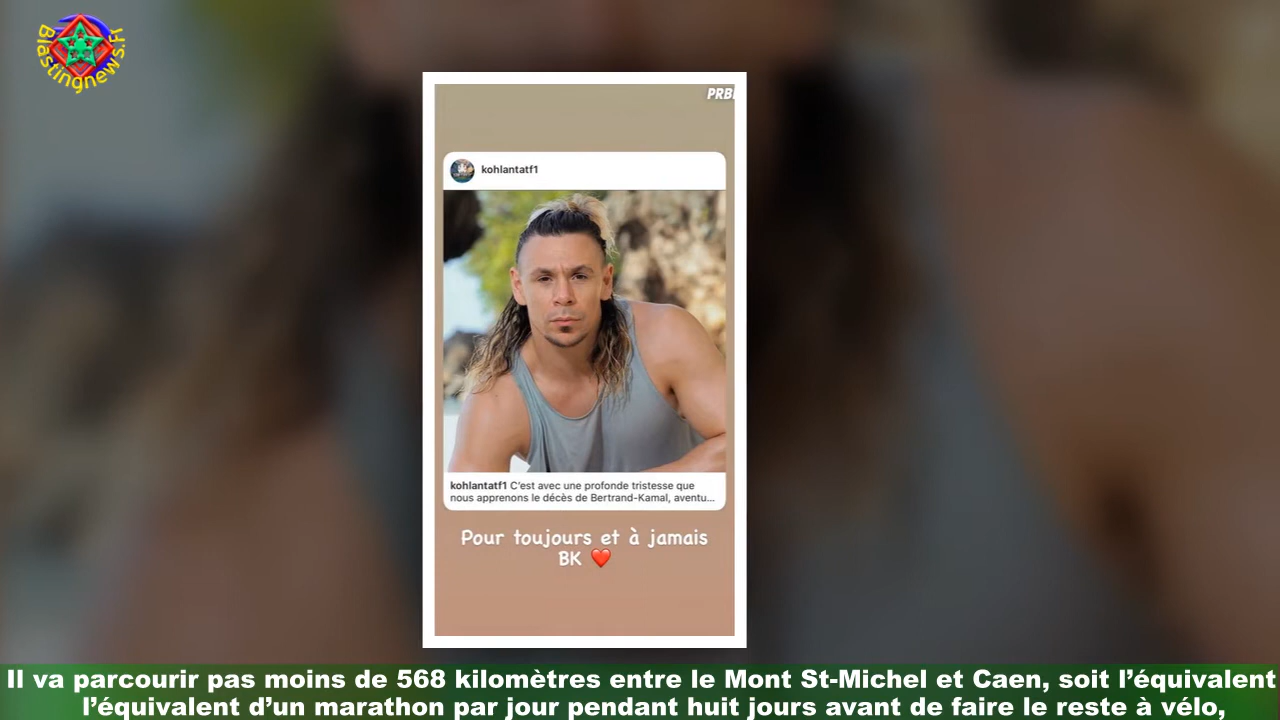 Blastingnews.Fr
PRB
kohlantatf1
kohlantatf1 C'est avec une profonde tristesse que
nous apprenons le décès de Bertrand-Kamal, aventu...
Pour toujours et à jamais
BK ❤️
Il va parcourir pas moins de 568 kilomètres entre le Mont St-Michel et Caen, soit l’équivalent
l’équivalent d’un marathon par jour pendant huit jours avant de faire le reste à vélo,